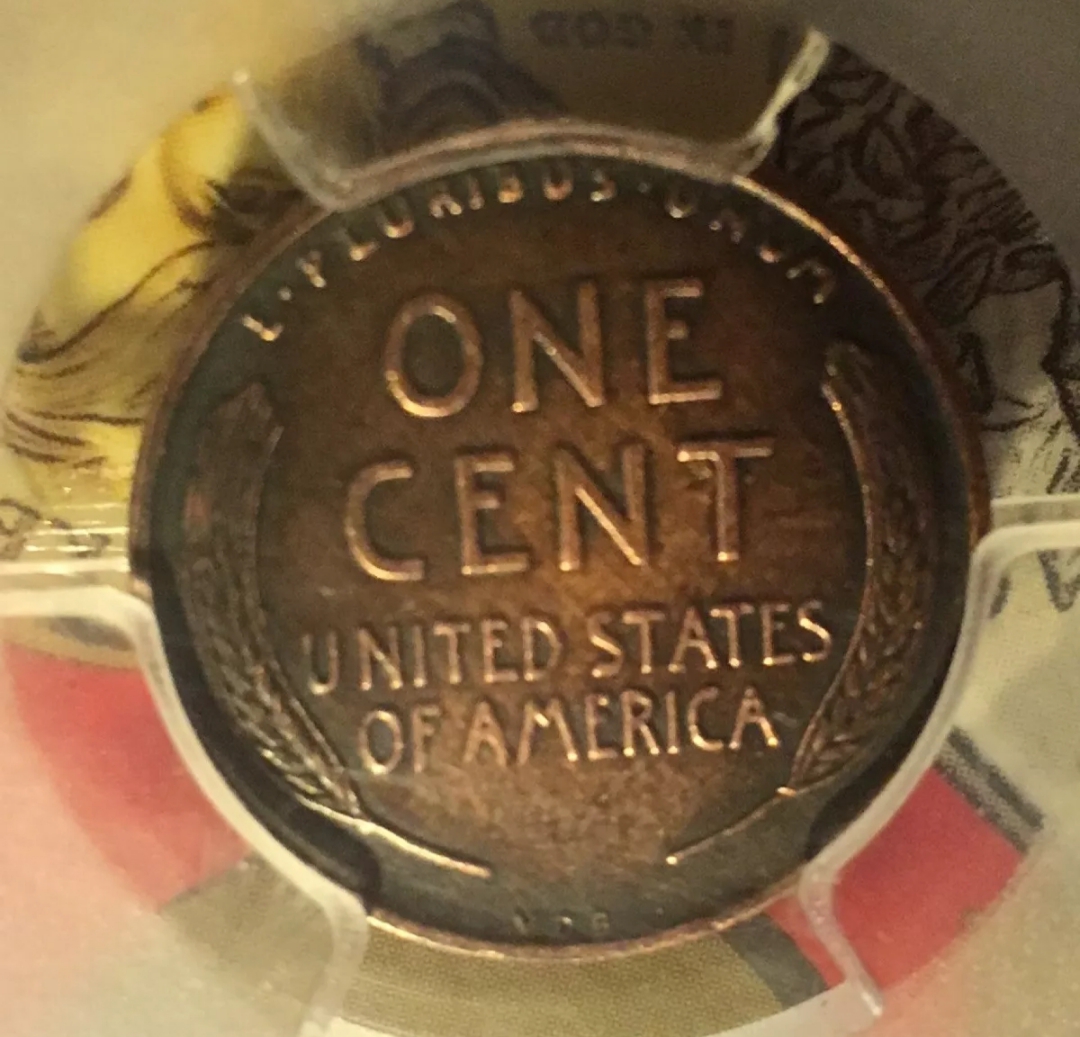 E·PLURIBUS·UNUM
ONE
CENT
UNITED STATES
OF AMERICA
V D B